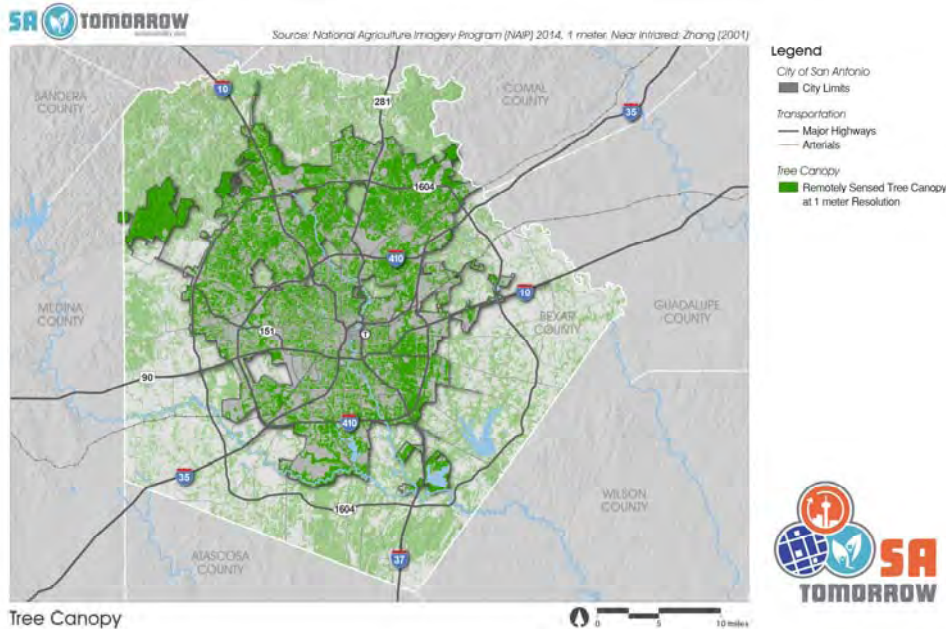 SA TOMORROW
Source: National Agriculture Imagery Program (NAIP) 2014, 1 meter. Near Infrared: Zhang (2001)
Legend
City of San Antonio
City Limits
Transportation
Major Highways
Arterials
Tree Canopy
Remotely Sensed Tree Canopy
at 1 meter Resolution
BANDERA
COUNTY
10
281
COMAL
COUNTY
35
1604
410
10
MEDINA
COUNTY
BEXAR
COUNTY
GUADALUPE
COUNTY
151
90
410
35
1604
WILSON
COUNTY
ATASCOSA
COUNTY
37
SA
TOMORROW
Tree Canopy
0 5 10 miles